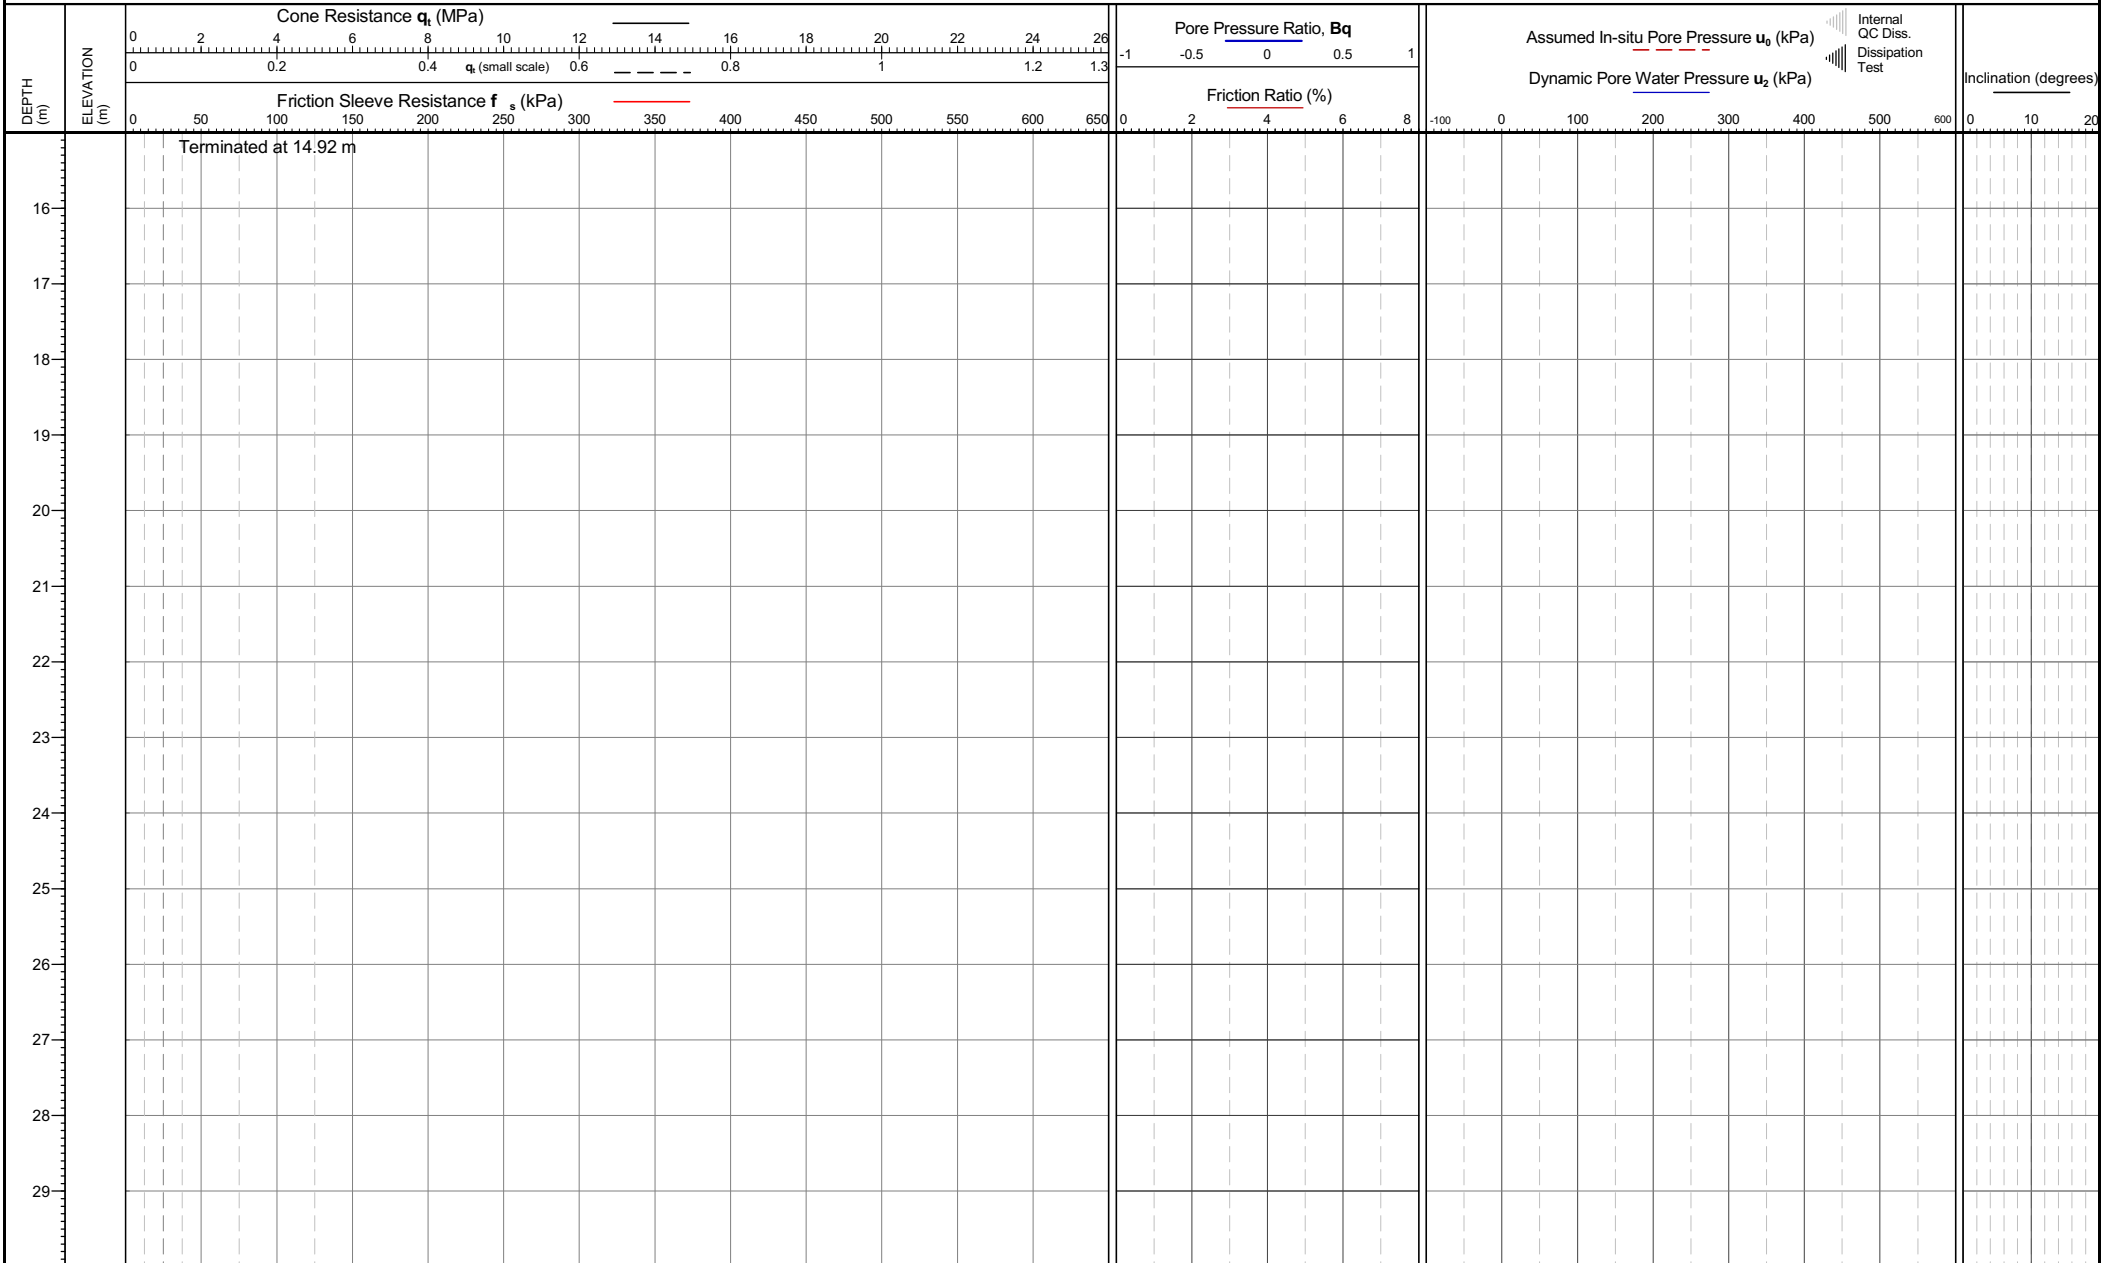 DEPTH
(m)
ELEVATION
(m)
Cone Resistance qt (MPa)
0 2 4 6 8 10 12 14 16 18 20 22 24 26
0 0.2 0.4 qt (small scale) 0.6 0.8 1 1.2 1.3
Friction Sleeve Resistance f s (kPa)
0 50 100 150 200 250 300 350 400 450 500 550 600 650
Pore Pressure Ratio, Bq
-1 -0.5 0 0.5 1
Friction Ratio (%)
0 2 4 6 8
Assumed In-situ Pore Pressure u0 (kPa)
Dynamic Pore Water Pressure u2 (kPa)
Internal
QC Diss.
Dissipation
Test
-100 0 100 200 300 400 500 600
Inclination (degrees)
0 10 20
Terminated at 14.92 m
16
17
18
19
20
21
22
23
24
25
26
27
28
29